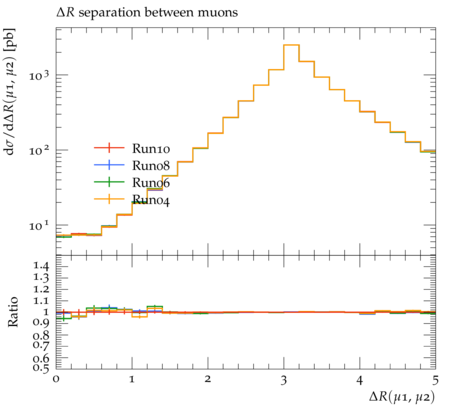 ΔR separation between muons
dσ/dΔR(μ1, μ2) [pb]
10³
10²
10¹
Run10
Run08
Run06
Run04
Ratio
1.4
1.3
1.2
1.1
1
0.9
0.8
0.7
0.6
0.5
0 1 2 3 4 5
ΔR(μ1, μ2)